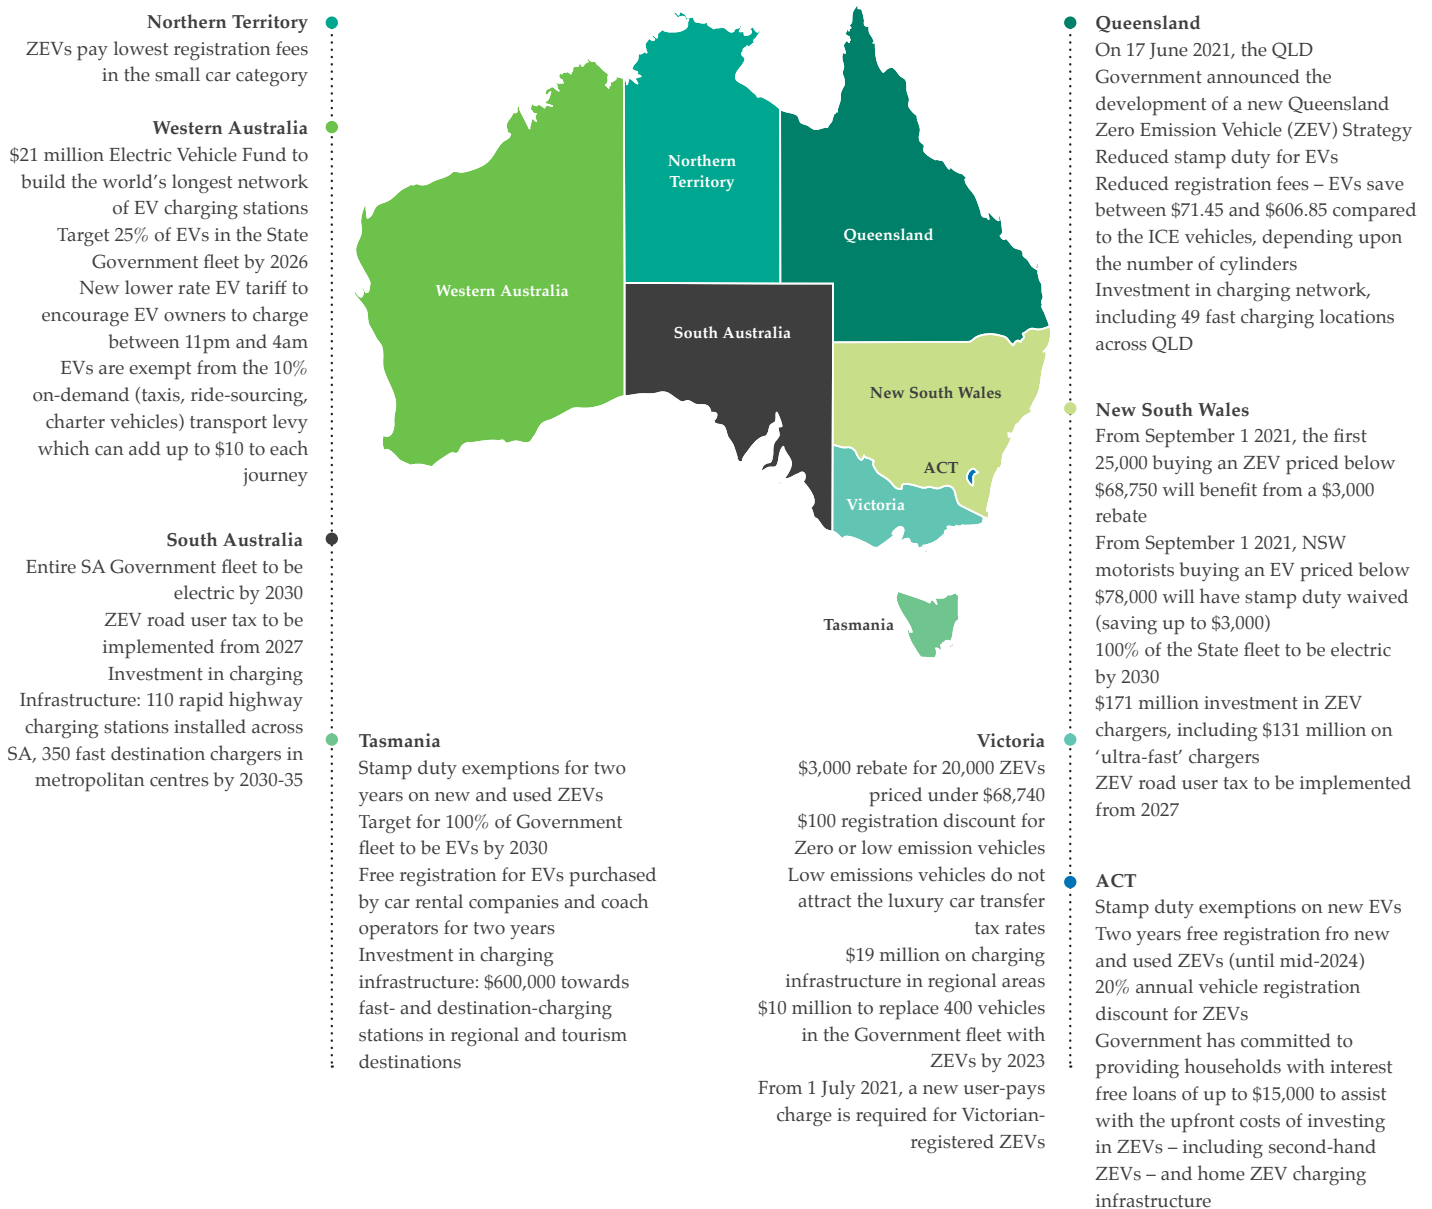 Northern Territory
ZEVs pay lowest registration fees
in the small car category
Western Australia
$21 million Electric Vehicle Fund to
build the world’s longest network
of EV charging stations
Target 25% of EVs in the State
Government fleet by 2026
New lower rate EV tariff to
encourage EV owners to charge
between 11pm and 4am
EVs are exempt from the 10%
on-demand (taxis, ride-sourcing,
charter vehicles) transport levy
which can add up to $10 to each
journey
South Australia
Entire SA Government fleet to be
electric by 2030
ZEV road user tax to be
implemented from 2027
Investment in charging
Infrastructure: 110 rapid highway
charging stations installed across
SA, 350 fast destination chargers in
metropolitan centres by 2030-35
Northern
Territory
Queensland
Western Australia
South Australia
New South Wales
ACT
Victoria
Tasmania
Tasmania
Stamp duty exemptions for two
years on new and used ZEVs
Target for 100% of Government
fleet to be EVs by 2030
Free registration for EVs purchased
by car rental companies and coach
operators for two years
Investment in charging
infrastructure: $600,000 towards
fast- and destination-charging
stations in regional and tourism
destinations
Victoria
$3,000 rebate for 20,000 ZEVs
priced under $68,740
$100 registration discount for
Zero or low emission vehicles
Low emissions vehicles do not
attract the luxury car transfer
tax rates
$19 million on charging
infrastructure in regional areas
$10 million to replace 400 vehicles
in the Government fleet with
ZEVs by 2023
From 1 July 2021, a new user-pays
charge is required for Victorian-
registered ZEVs
Queensland
On 17 June 2021, the QLD
Government announced the
development of a new Queensland
Zero Emission Vehicle (ZEV) Strategy
Reduced stamp duty for EVs
Reduced registration fees – EVs save
between $71.45 and $606.85 compared
to the ICE vehicles, depending upon
the number of cylinders
Investment in charging network,
including 49 fast charging locations
across QLD
New South Wales
From September 1 2021, the first
25,000 buying an ZEV priced below
$68,750 will benefit from a $3,000
rebate
From September 1 2021, NSW
motorists buying an EV priced below
$78,000 will have stamp duty waived
(saving up to $3,000)
100% of the State fleet to be electric
by 2030
$171 million investment in ZEV
chargers, including $131 million on
‘ultra-fast’ chargers
ZEV road user tax to be implemented
from 2027
ACT
Stamp duty exemptions on new EVs
Two years free registration fro new
and used ZEVs (until mid-2024)
20% annual vehicle registration
discount for ZEVs
Government has committed to
providing households with interest
free loans of up to $15,000 to assist
with the upfront costs of investing
in ZEVs – including second-hand
ZEVs – and home ZEV charging
infrastructure